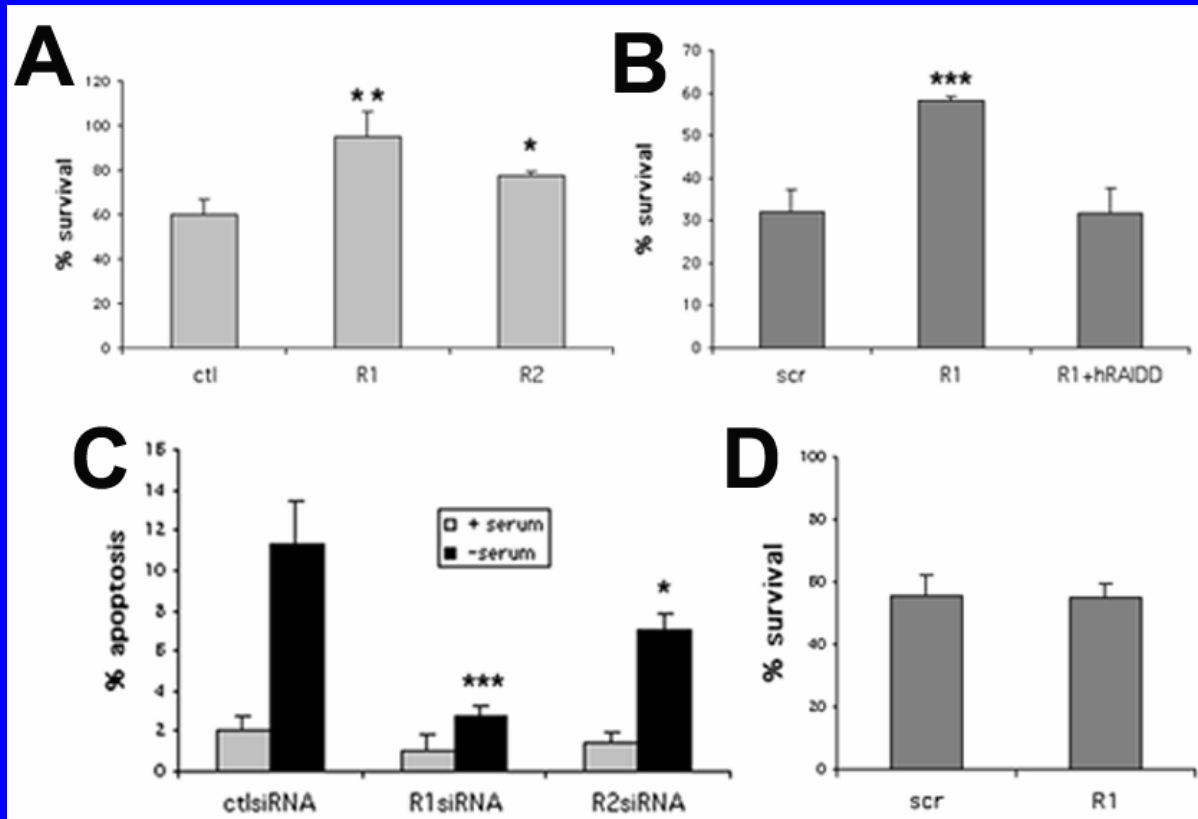 A
% survival
120
100
80
60
40
20
0
**
*
ctl R1 R2
B
% survival
70
60
50
40
30
20
10
0
***
scr R1 R1+hRAIDD
C
% apoptosis
16
14
12
10
8
6
4
2
0
+ serum
-serum
***
*
ctlsiRNA R1siRNA R2siRNA
D
% survival
100
80
60
40
20
0
scr R1